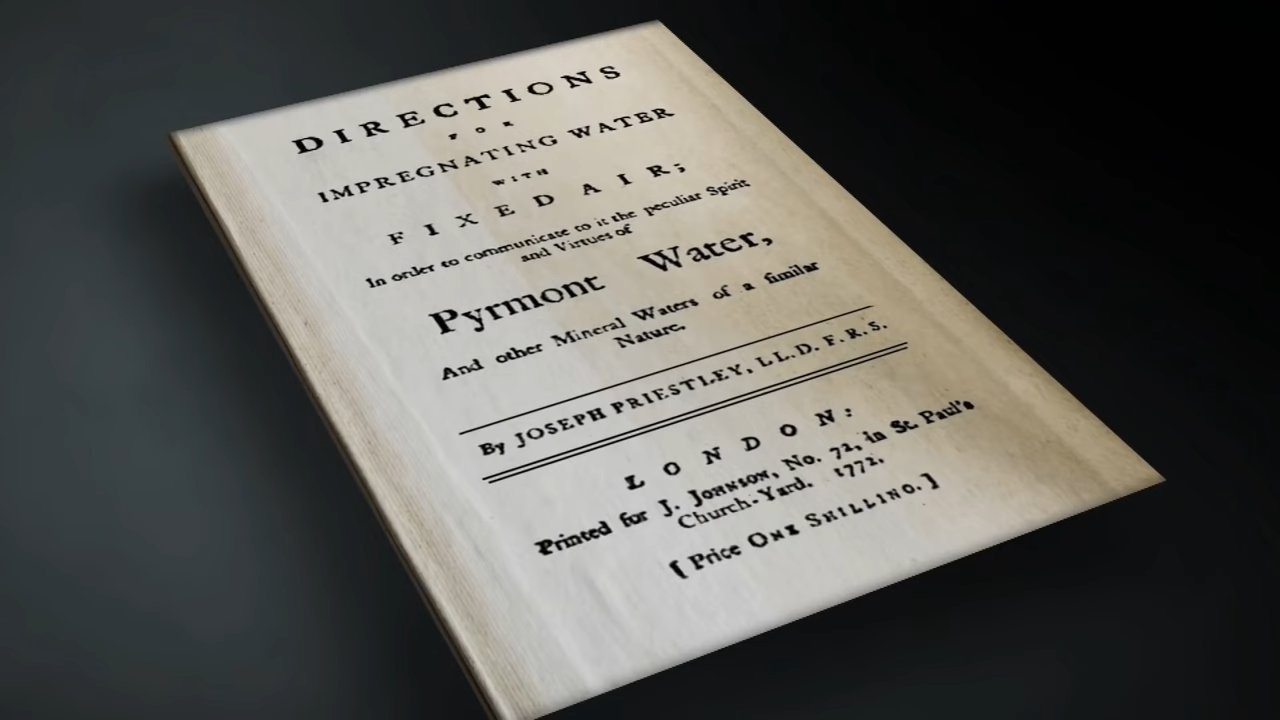 DIRECTIONS
FOR
IMPREGNATING WATER
WITH
FIXED AIR;
In order to communicate to it the peculiar Spirit
and Virtues of
Pyrmont Water,
And other Mineral Waters of a ſimilar
Nature.
By JOSEPH PRIESTLEY, LL.D. F.R.S.
LONDON:
Printed for J. JOHNSON, No. 72, in St. Paul's
Church-Yard. 1772.
[Price ONE SHILLING.]